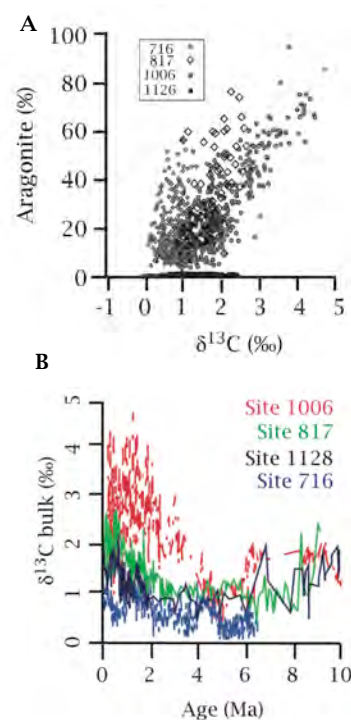 A
100
80
60
40
20
0
Aragonite (%)
716
817
1006
1126
-1 0 1 2 3 4 5
δ¹³C (‰)
B
5
4
3
2
1
0
δ¹³C bulk (‰)
Site 1006
Site 817
Site 1128
Site 716
0 2 4 6 8 10
Age (Ma)